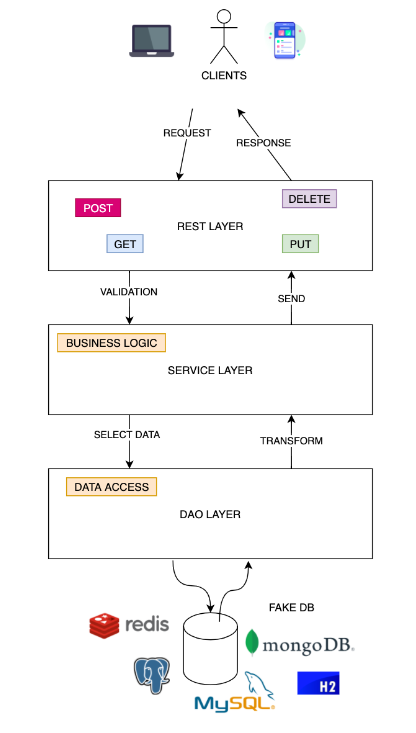 CLIENTS
REQUEST
RESPONSE
DELETE
POST
REST LAYER
GET
PUT
VALIDATION
SEND
BUSINESS LOGIC
SERVICE LAYER
SELECT DATA
TRANSFORM
DATA ACCESS
DAO LAYER
FAKE DB
redis
mongoDB®
H2
MySQL®